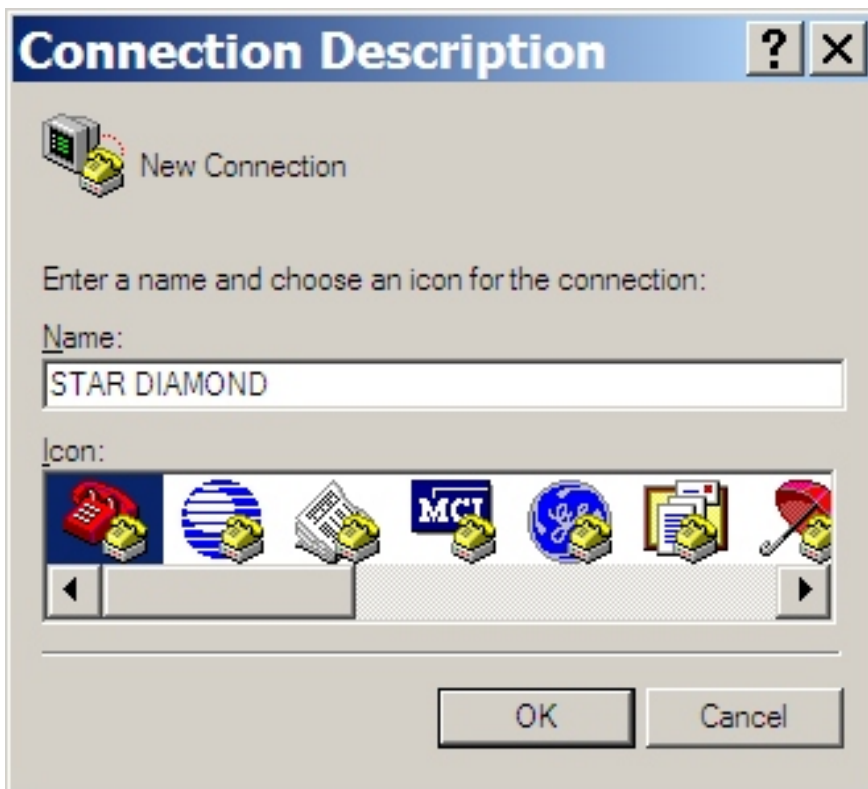 Connection Description
New Connection
Enter a name and choose an icon for the connection:
Name:
STAR DIAMOND
Icon:
MCI
OK
Cancel